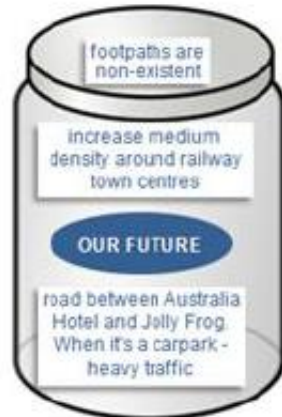 footpaths are
non-existent
increase medium
density around railway
town centres
OUR FUTURE
road between Australia
Hotel and Jolly Frog.
When it's a carpark -
heavy traffic